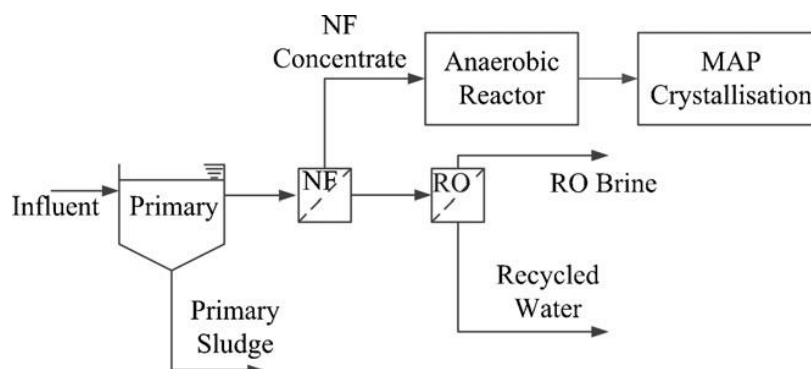 NF
Concentrate
Anaerobic
Reactor
MAP
Crystallisation
Influent
Primary
NF
RO
RO Brine
Primary
Sludge
Recycled
Water